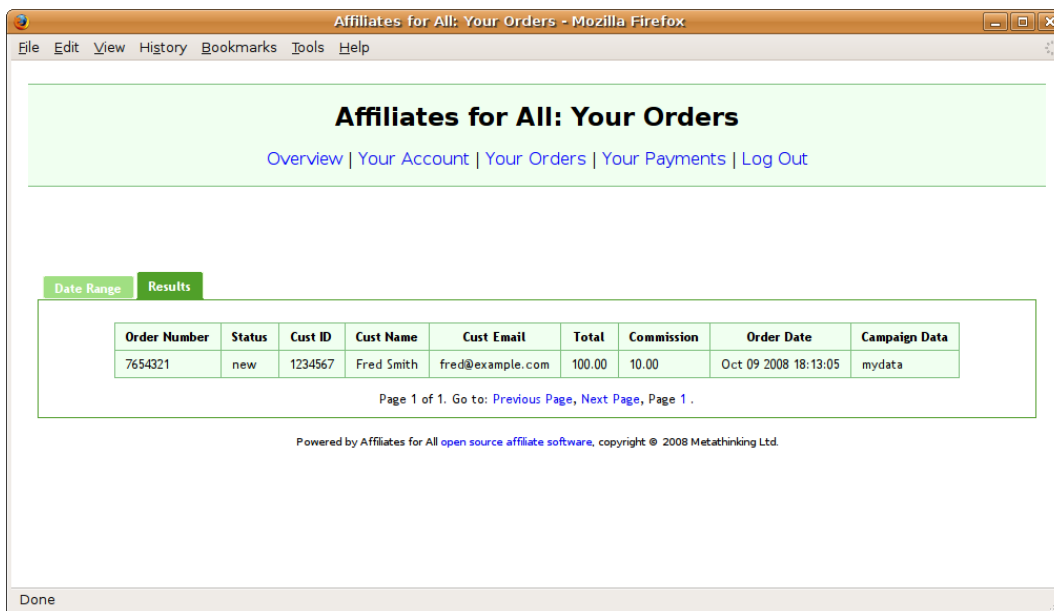 Affiliates for All: Your Orders - Mozilla Firefox
File Edit View History Bookmarks Tools Help
Affiliates for All: Your Orders
Overview | Your Account | Your Orders | Your Payments | Log Out
Date Range Results
Order Number Status Cust ID Cust Name Cust Email Total Commission Order Date Campaign Data
7654321 new 1234567 Fred Smith fred@example.com 100.00 10.00 Oct 09 2008 18:13:05 mydata
Page 1 of 1. Go to: Previous Page, Next Page, Page 1 .
Powered by Affiliates for All open source affiliate software, copyright © 2008 Metathinking Ltd.
Done